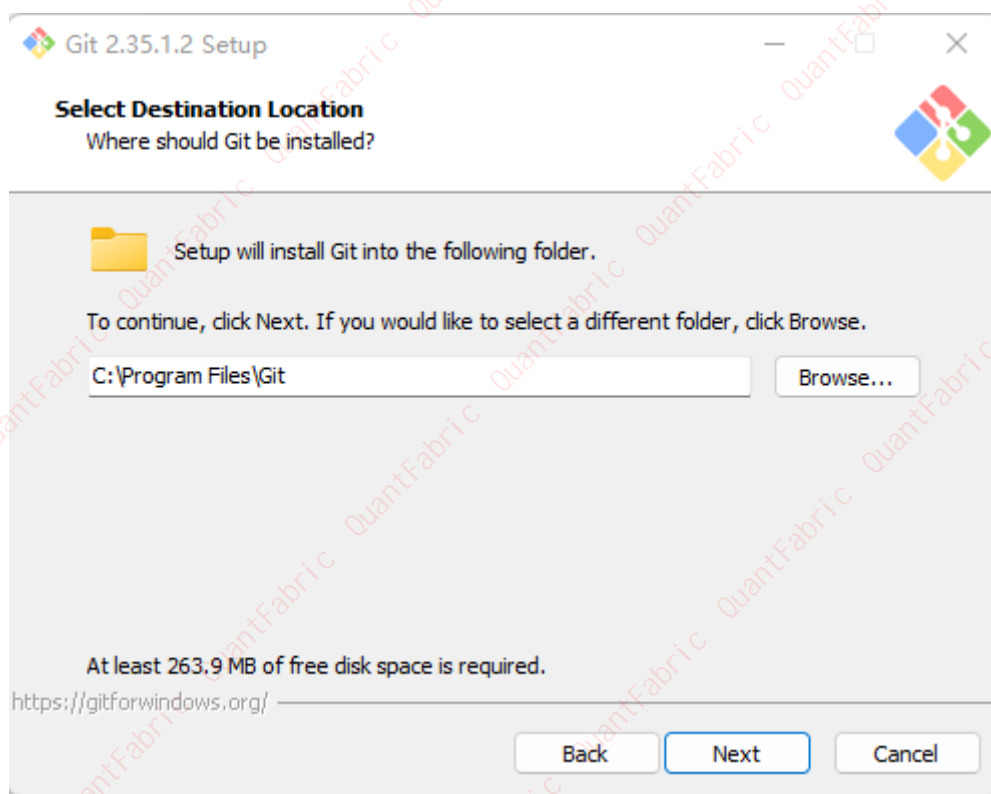 Git 2.35.1.2 Setup
Select Destination Location
Where should Git be installed?
Setup will install Git into the following folder.
To continue, click Next. If you would like to select a different folder, click Browse.
C:\Program Files\Git
Browse...
At least 263.9 MB of free disk space is required.
https://gitforwindows.org/
Back
Next
Cancel
QuantFabric